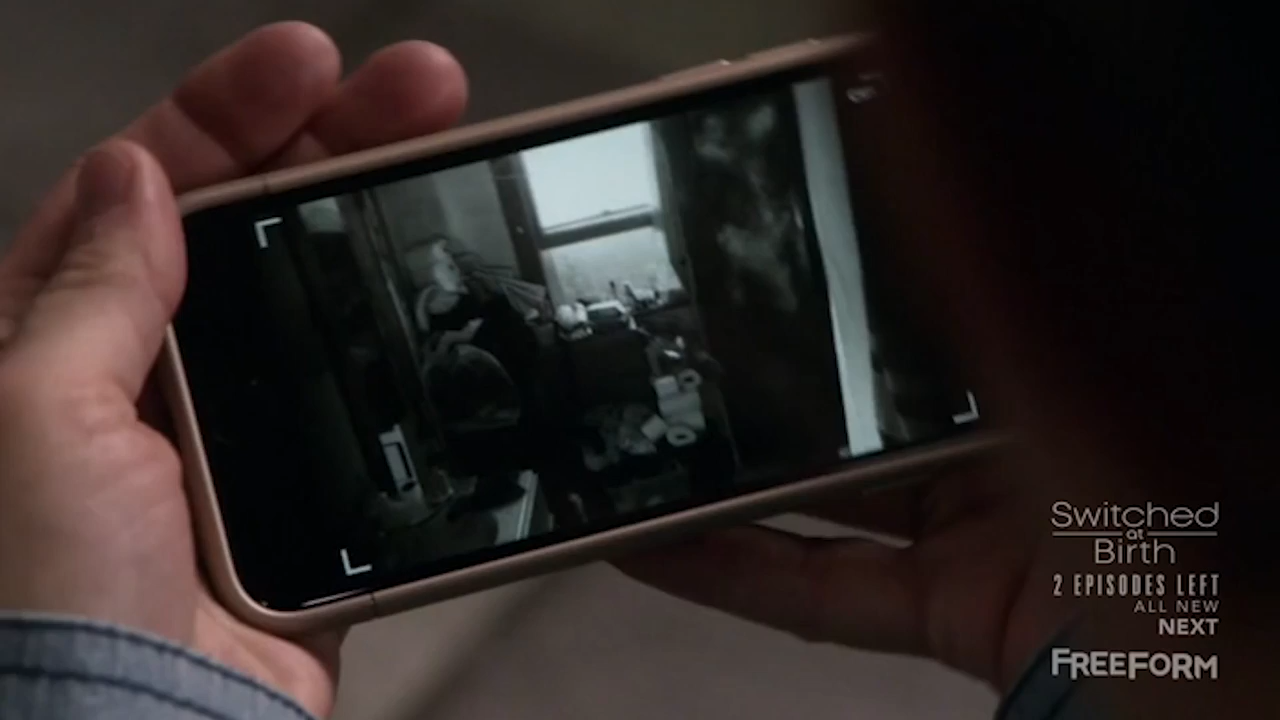 Switched
at
Birth
2 EPISODES LEFT
ALL NEW
NEXT
FREEFORM